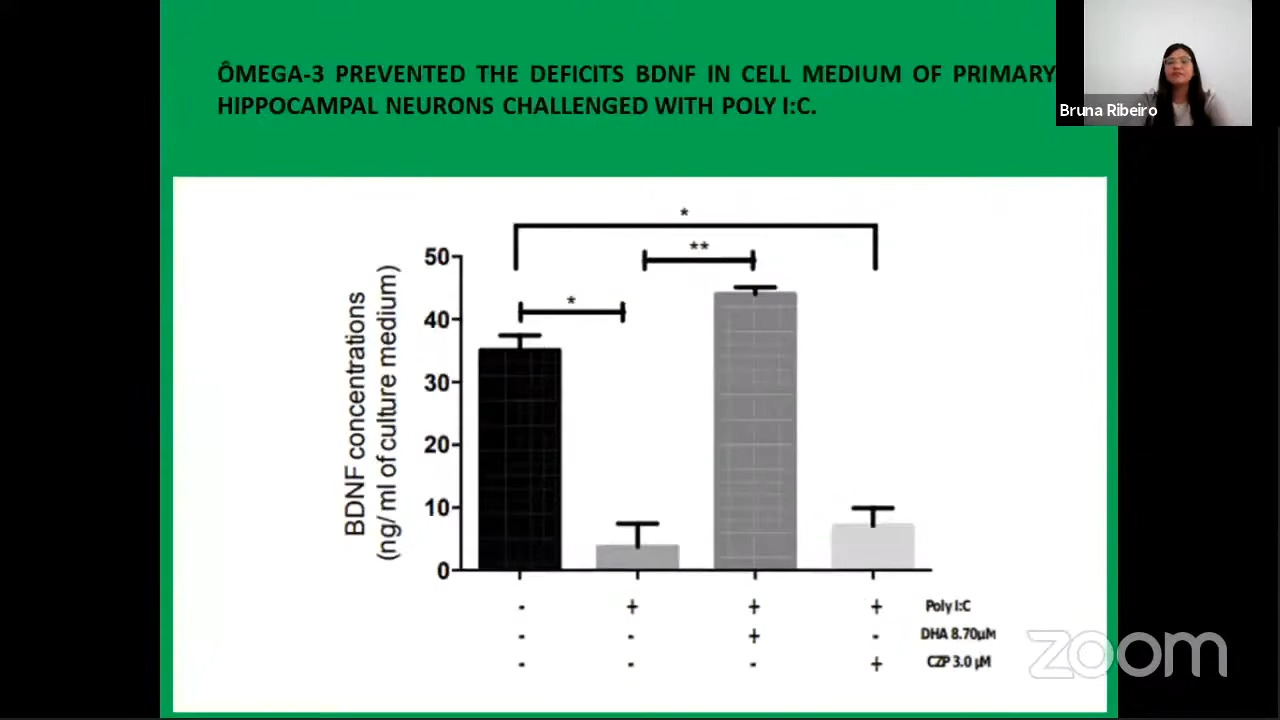 ÔMEGA-3 PREVENTED THE DEFICITS BDNF IN CELL MEDIUM OF PRIMARY
HIPPOCAMPAL NEURONS CHALLENGED WITH POLY I:C.
Bruna Ribeiro
*
**
*
BDNF concentrations
(ng/ ml of culture medium)
50
40
30
20
10
0
- + + + Poly I:C
- - + - DHA 8.70µM
- - - + CZP 3.0 µM
zoom